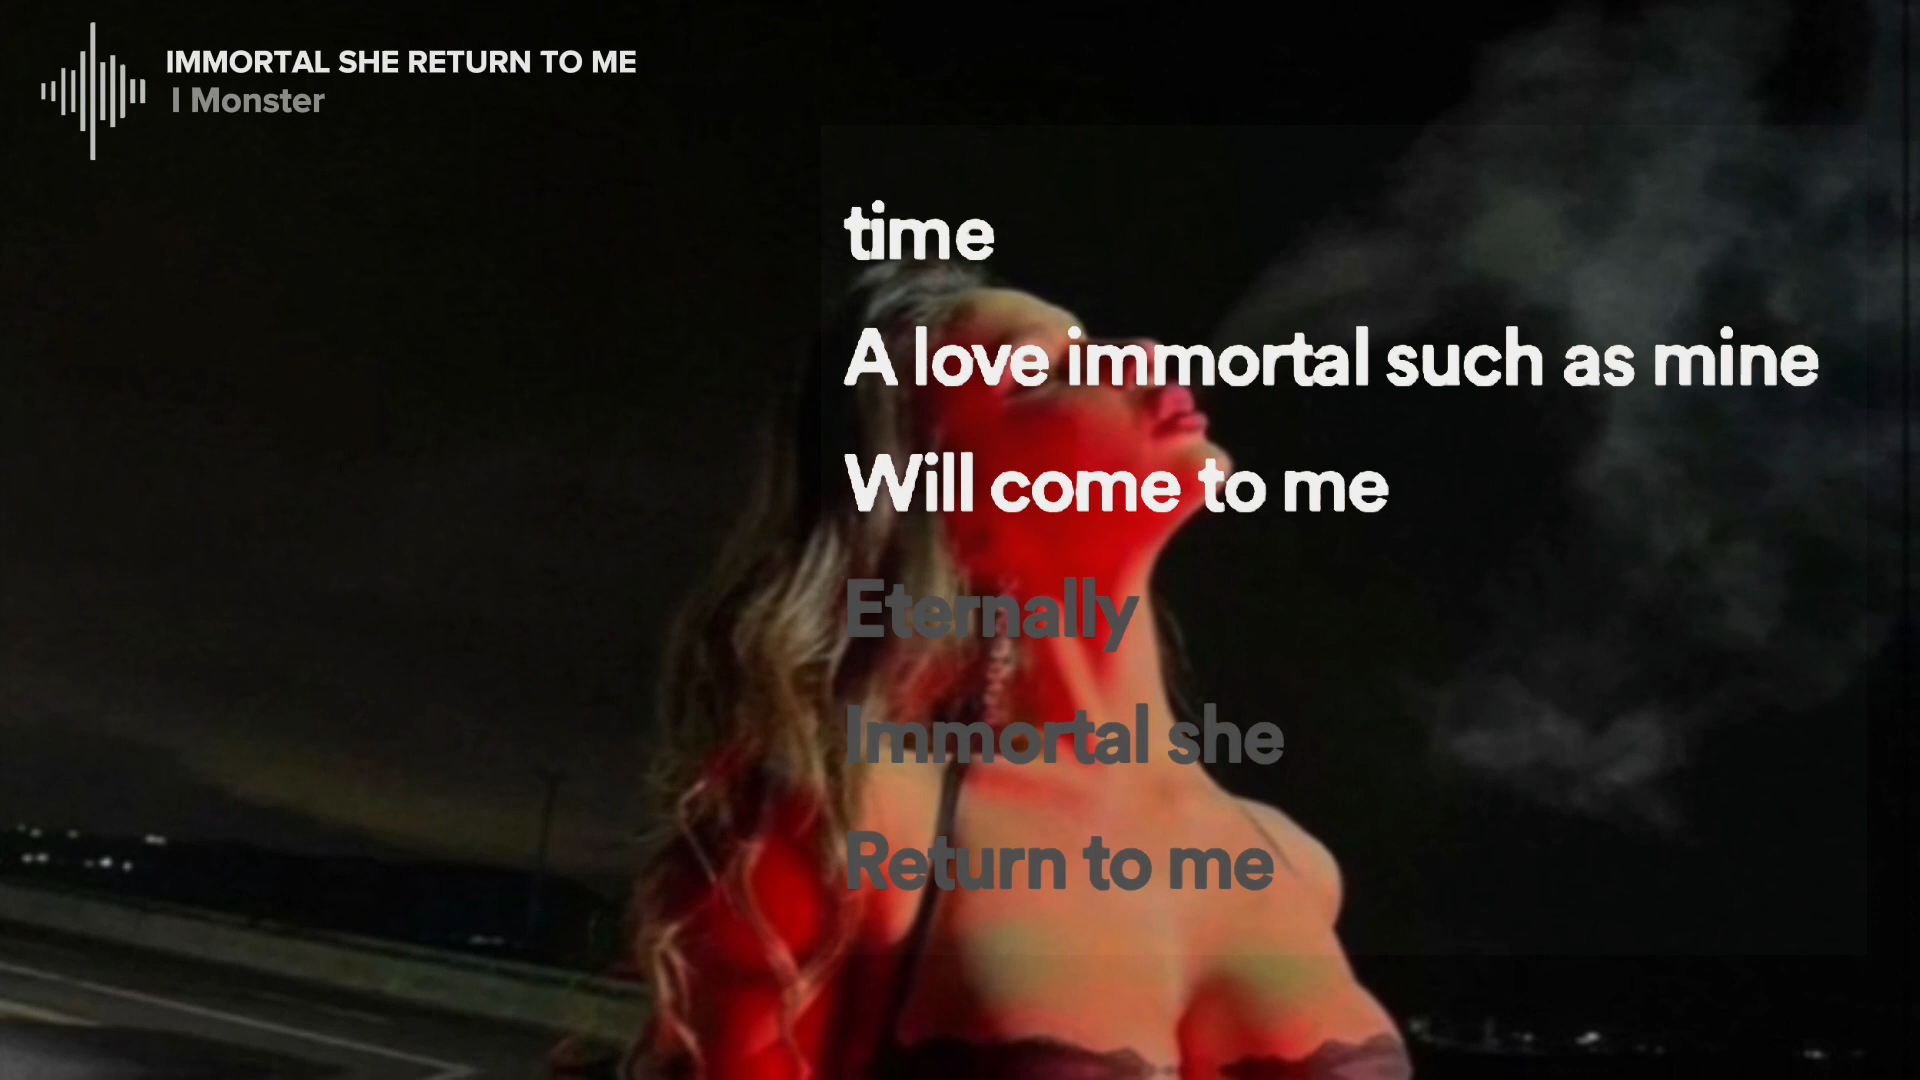 IMMORTAL SHE RETURN TO ME
I Monster
time
A love immortal such as mine
Will come to me
Eternally
Immortal she
Return to me